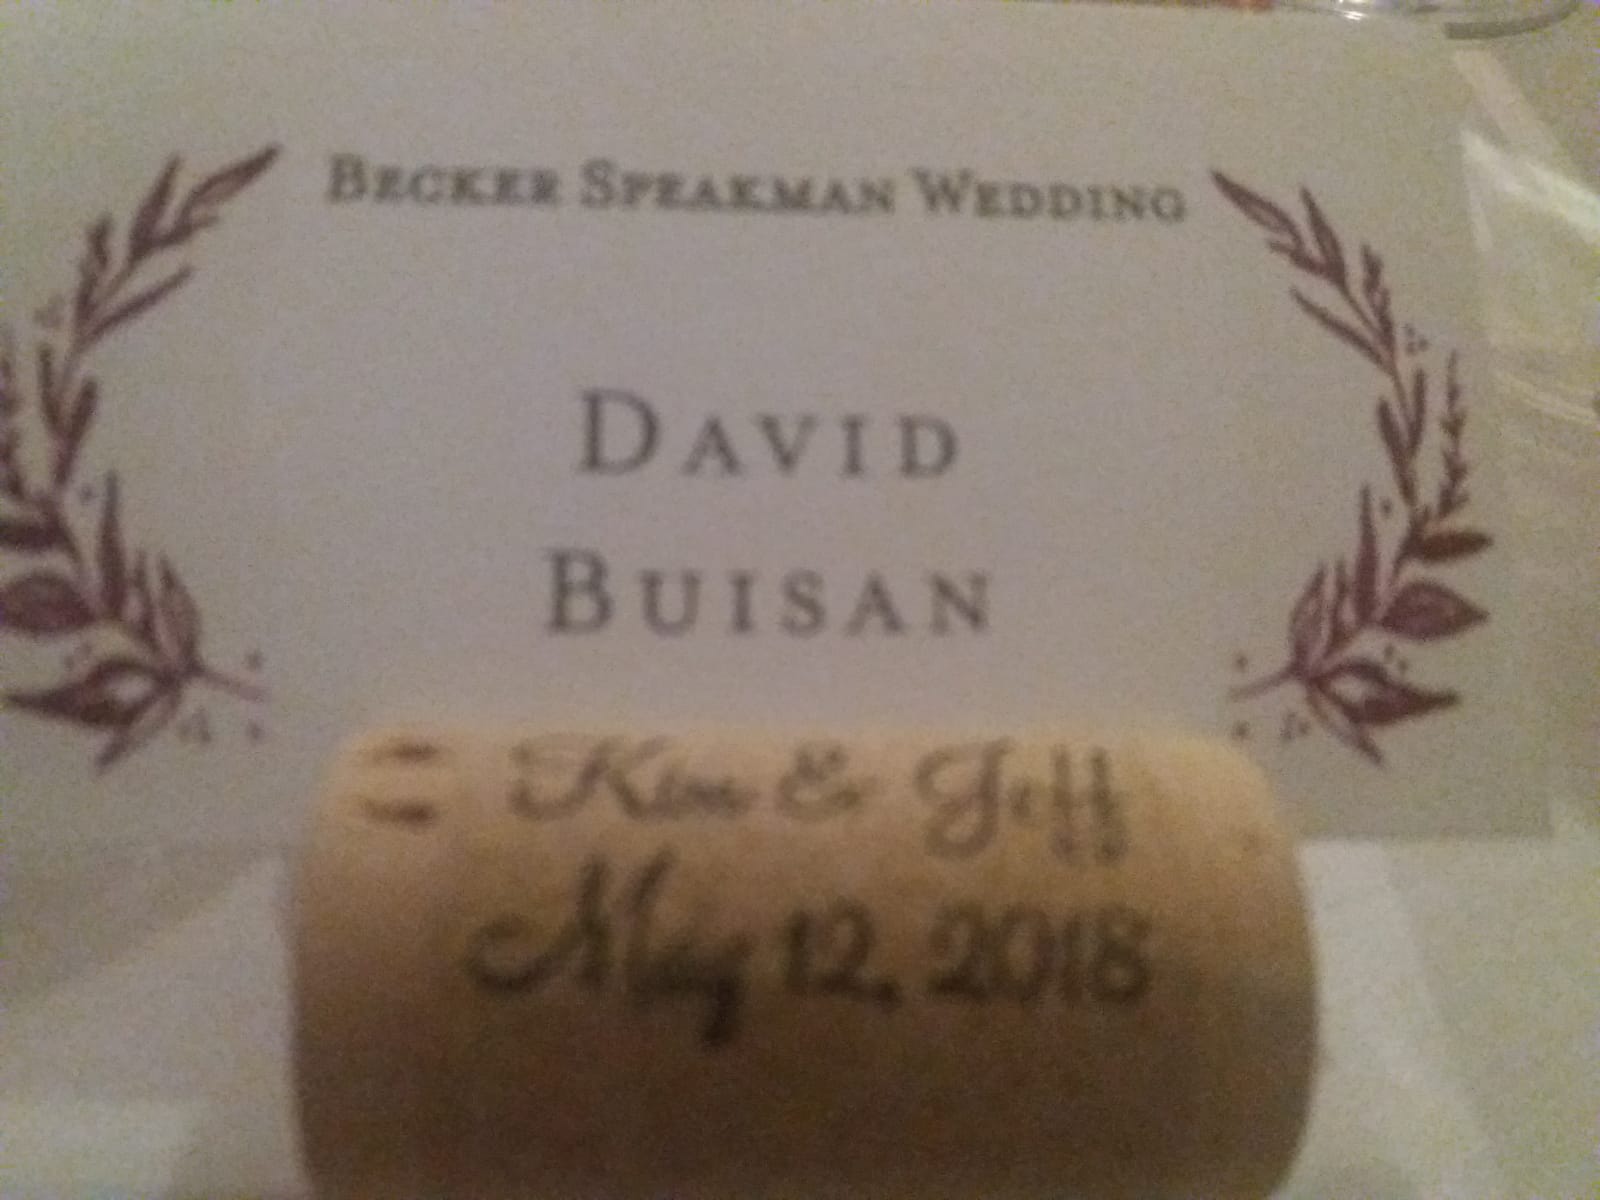 BECKER SPEAKMAN WEDDING
DAVID
BUISAN
Kim & Jeff
May 12, 2018